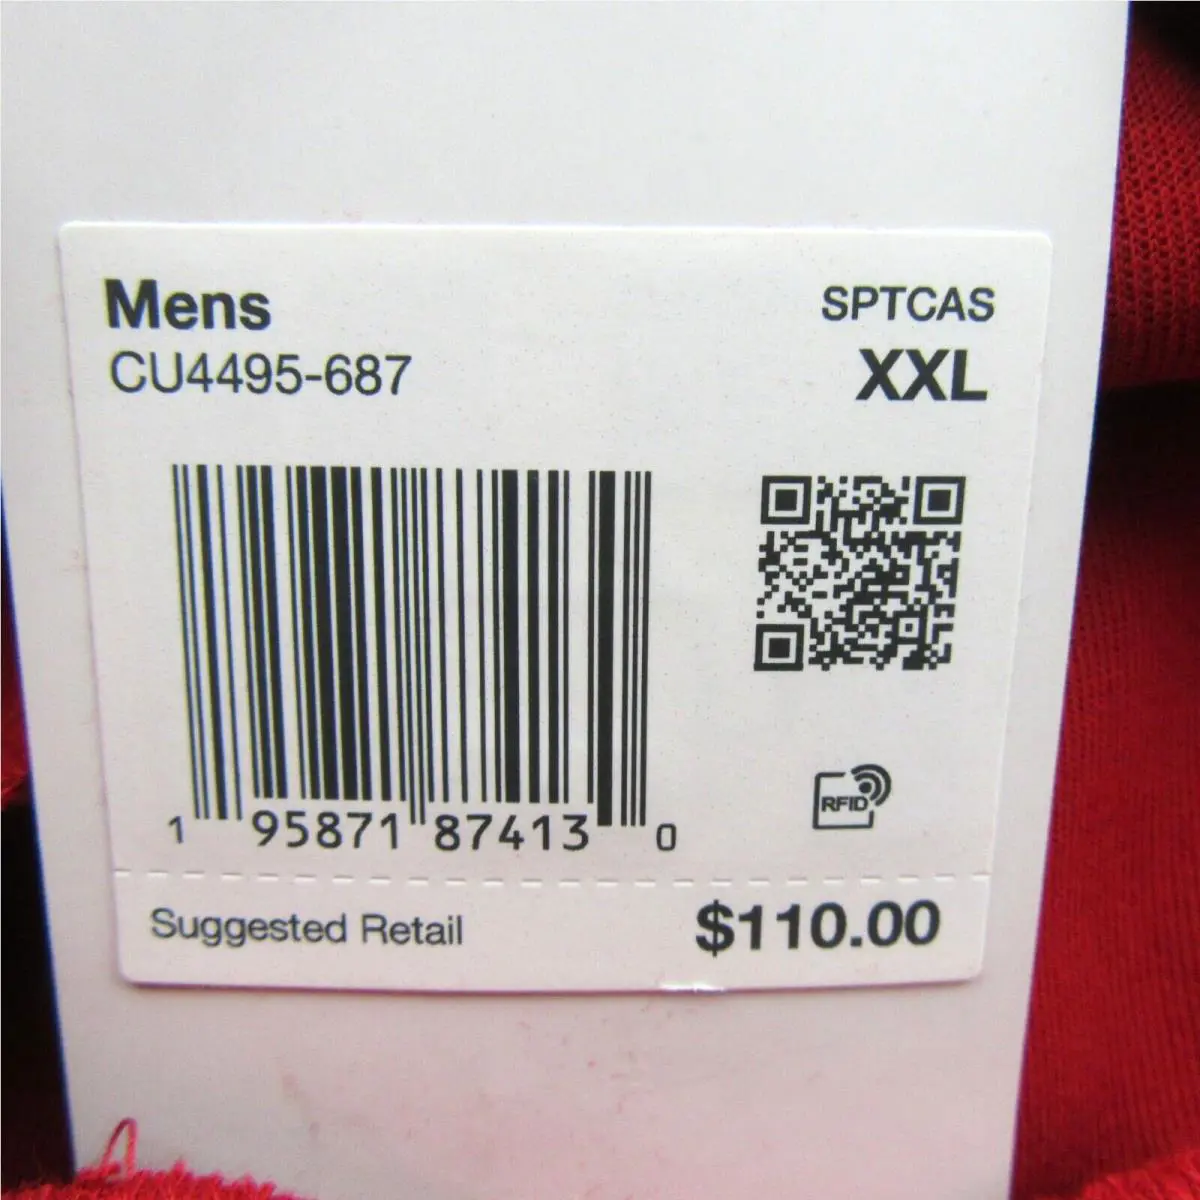 Mens
SPTCAS
CU4495-687
XXL
1 95871 87413 0
RFID
Suggested Retail
$110.00